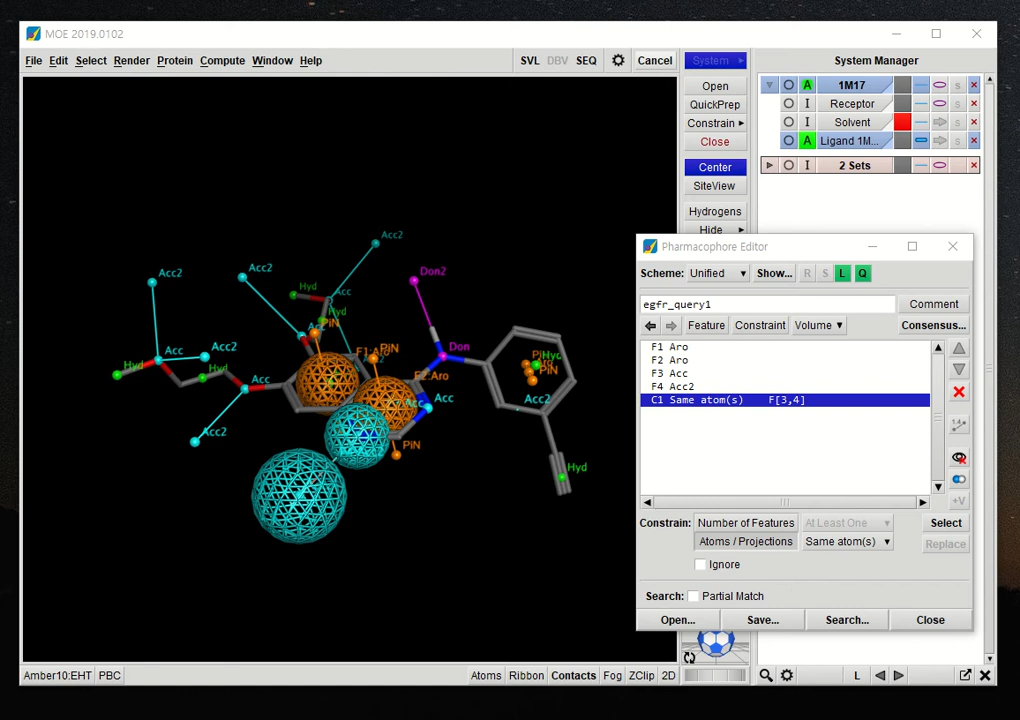 MOE 2019.0102
File Edit Select Render Protein Compute Window Help
SVL DBV SEQ Cancel
System
Open
QuickPrep
Constrain
Close
Center
SiteView
Hydrogens
Hide
System Manager
A 1M17
I Receptor s
I Solvent s
A Ligand 1M... s
I 2 Sets s
Acc2
Acc2
Acc2
Don2
Hyd
Acc
Hyd
PiN
Acc
Acc2
Hyd
Hyd
Acc
F1:Aro
PiN
Don
F2:Aro
Acc
Acc
PiN
Hyd
Acc2
Acc2
PiN
Hyd
Pharmacophore Editor
Scheme: Unified Show... R S L Q
egfr_query1 Comment
Feature Constraint Volume Consensus...
F1 Aro
F2 Aro
F3 Acc
F4 Acc2
C1 Same atom(s) F[3,4]
+V
Constrain: Number of Features At Least One Select
Atoms / Projections Same atom(s) Replace
Ignore
Search: Partial Match
Open... Save... Search... Close
Amber10:EHT PBC
Atoms Ribbon Contacts Fog ZClip 2D
L